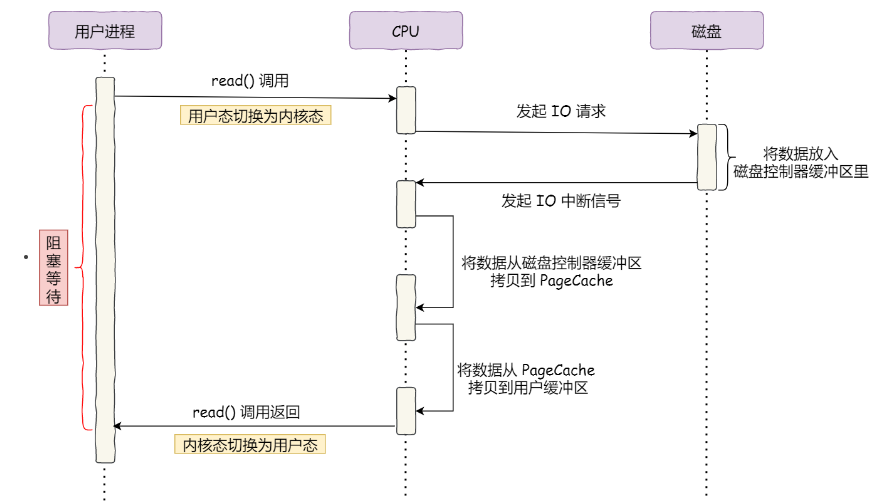 用户进程
CPU
磁盘
read() 调用
用户态切换为内核态
发起 IO 请求
将数据放入
磁盘控制器缓冲区里
发起 IO 中断信号
阻
塞
等
待
将数据从磁盘控制器缓冲区
拷贝到 PageCache
将数据从 PageCache
拷贝到用户缓冲区
read() 调用返回
内核态切换为用户态